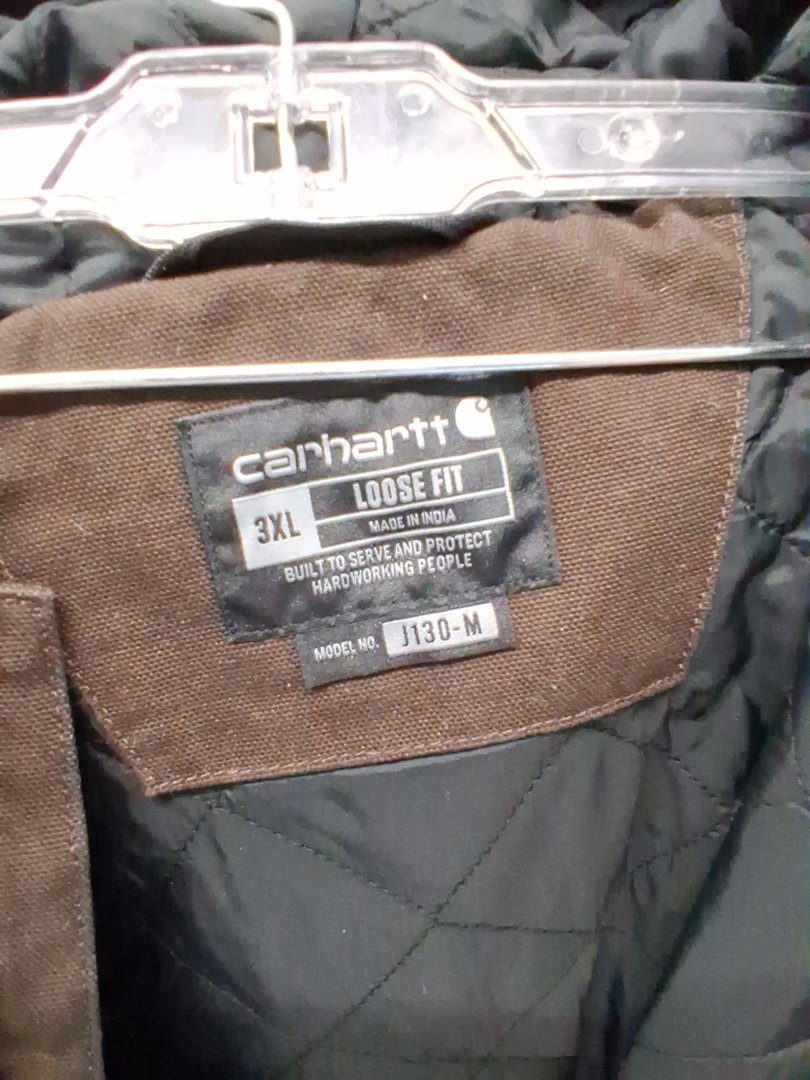 carhartt
3XL
LOOSE FIT
MADE IN INDIA
BUILT TO SERVE AND PROTECT
HARDWORKING PEOPLE
MODEL NO. J130-M